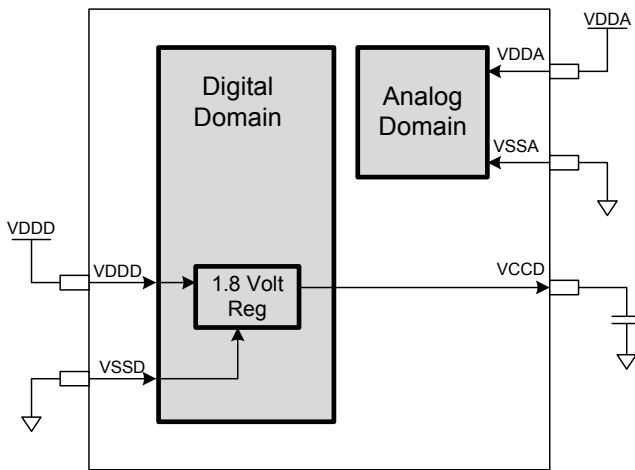 VDDA
VDDA
Digital
Domain
Analog
Domain
VSSA
VDDD
VDDD
VCCD
1.8 Volt
Reg
VSSD